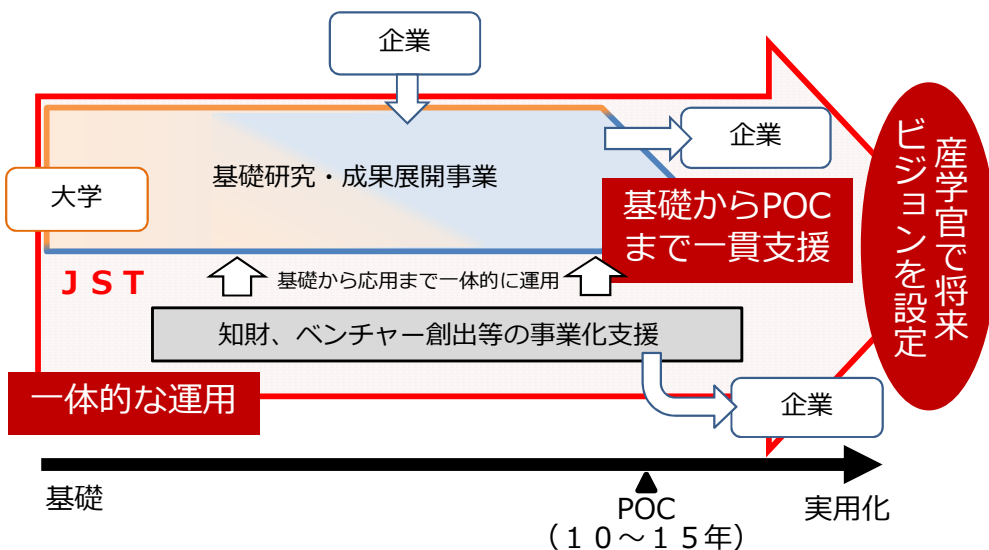 企業
企業
大学
基礎研究・成果展開事業
基礎からPOC
まで一貫支援
産学官で将来
ビジョンを設定
ＪＳＴ
基礎から応用まで一体的に運用
知財、ベンチャー創出等の事業化支援
一体的な運用
企業
基礎
POC
（１０～１５年）
実用化